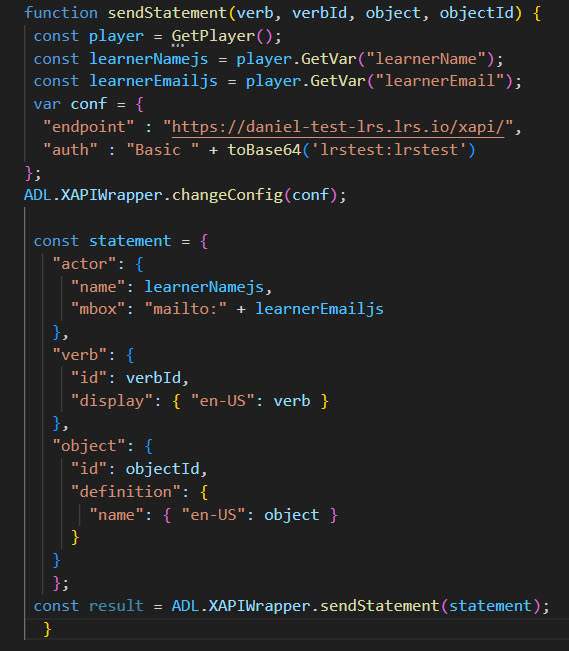 function sendStatement(verb, verbId, object, objectId) {
const player = GetPlayer();
const learnerNamejs = player.GetVar("learnerName");
const learnerEmailjs = player.GetVar("learnerEmail");
var conf = {
"endpoint" : "https://daniel-test-lrs.lrs.io/xapi/",
"auth" : "Basic " + toBase64('lrstest:lrstest')
};
ADL.XAPIWrapper.changeConfig(conf);
const statement = {
"actor": {
"name": learnerNamejs,
"mbox": "mailto:" + learnerEmailjs
},
"verb": {
"id": verbId,
"display": { "en-US": verb }
},
"object": {
"id": objectId,
"definition": {
"name": { "en-US": object }
}
}
};
const result = ADL.XAPIWrapper.sendStatement(statement);
}